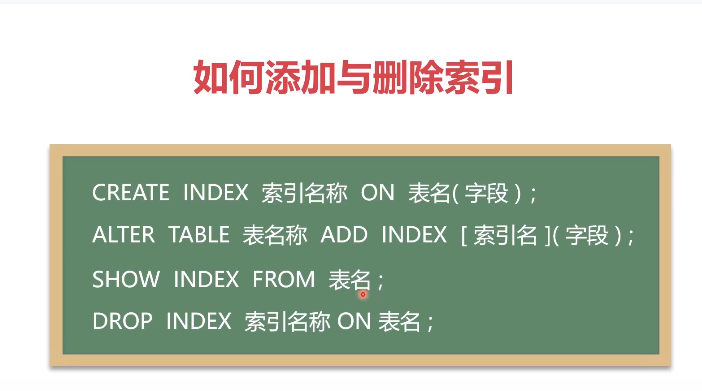 如何添加与删除索引
CREATE INDEX 索引名称 ON 表名(字段);
ALTER TABLE 表名称 ADD INDEX [索引名](字段);
SHOW INDEX FROM 表名;
DROP INDEX 索引名称 ON 表名;